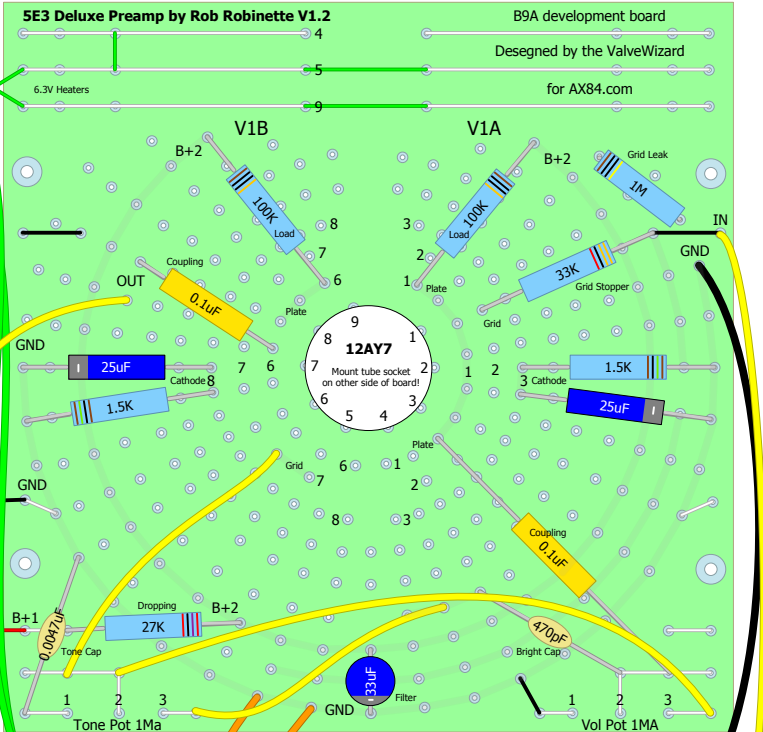 5E3 Deluxe Preamp by Rob Robinette V1.2
B9A development board
4
Desegned by the ValveWizard
5
6.3V Heaters
for AX84.com
9
V1B
V1A
B+2
B+2
Grid Leak
1M
100K
Load
100K
Load
8
3
IN
7
2
GND
Coupling
33K
OUT
6
1
Plate
Grid Stopper
0.1uF
Plate
Grid
9
8
1
GND
12AY7
7
2
Mount tube socket
on other side of board!
6
3
5
4
25uF
7
6
1
2
1.5K
Cathode
8
3
Cathode
1.5K
25uF
Plate
Grid
6
1
7
2
GND
8
3
Coupling
0.1uF
B+1
0.0047uF
Dropping
B+2
27K
Tone Cap
470pF
Bright Cap
33uF
Filter
1
2
3
GND
1
2
3
Tone Pot 1Ma
Vol Pot 1MA